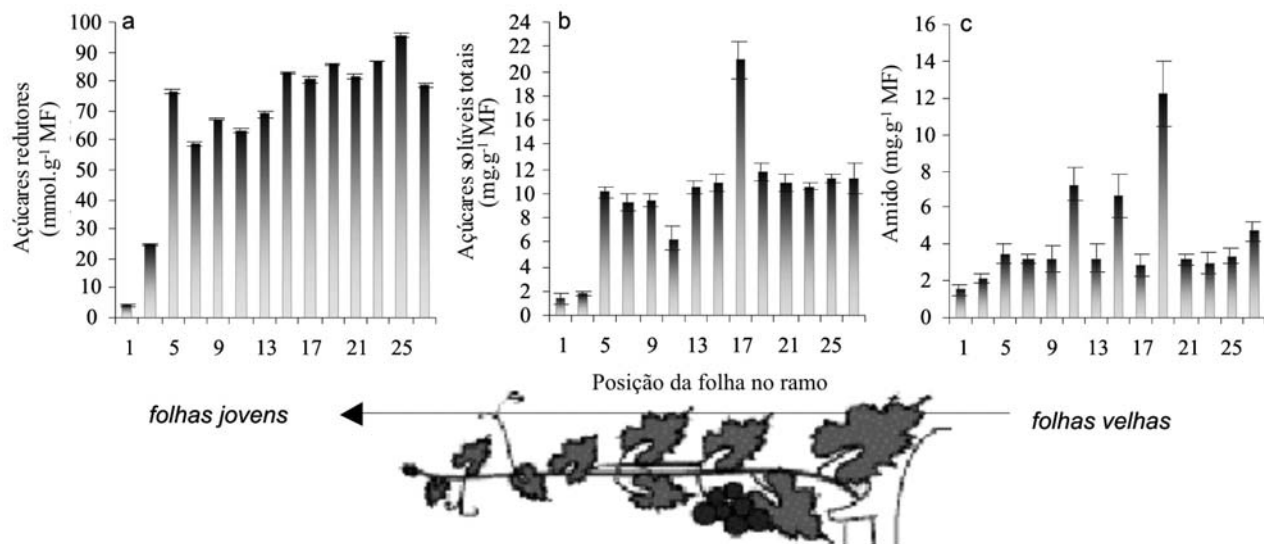 a
Açúcares redutores
(mmol.g⁻¹ MF)
100
90
80
70
60
50
40
30
20
10
0
1 5 9 13 17 21 25
b
Açúcares solúveis totais
(mg.g⁻¹ MF)
24
22
20
18
16
14
12
10
8
6
4
2
0
1 5 9 13 17 21 25
c
Amido (mg.g⁻¹ MF)
16
14
12
10
8
6
4
2
0
1 5 9 13 17 21 25
Posição da folha no ramo
folhas jovens
folhas velhas